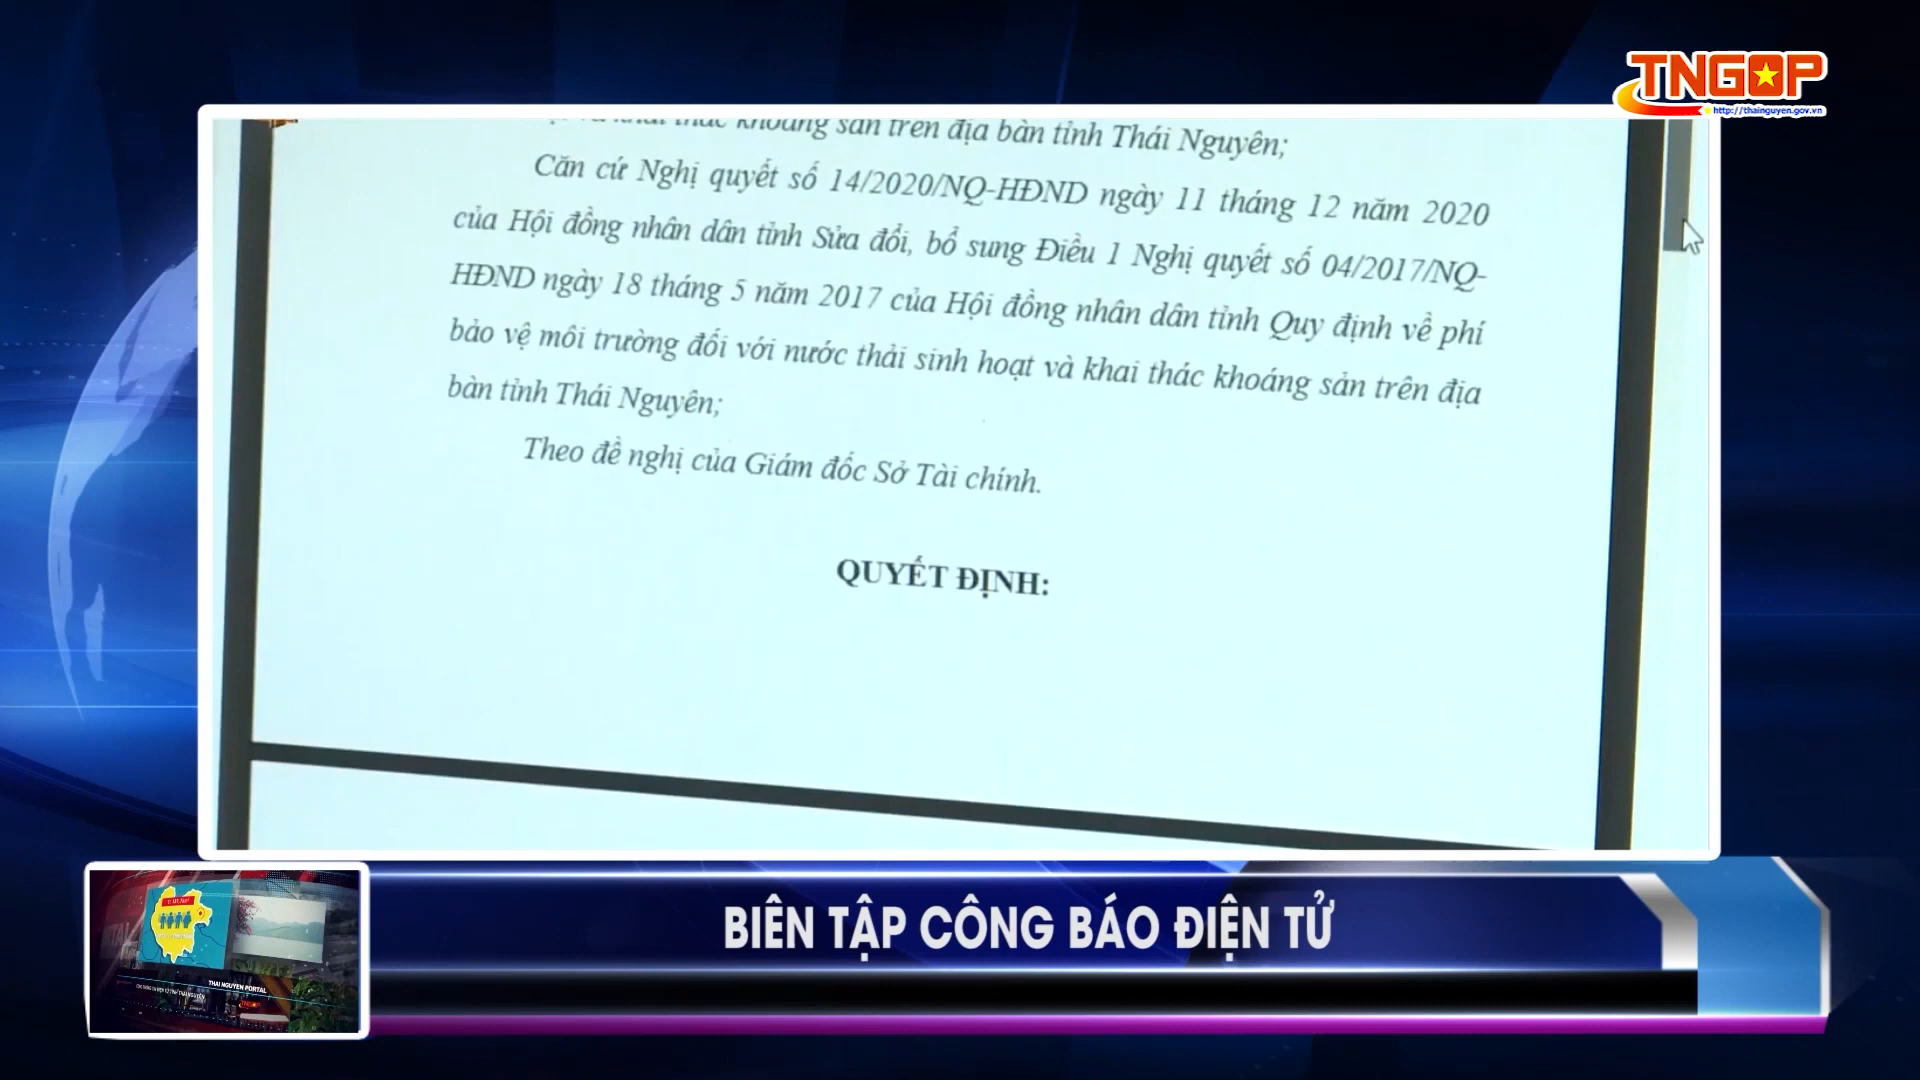 TNGOP
http://thainguyen.gov.vn
khoáng sản trên địa bàn tỉnh Thái Nguyên;
Căn cứ Nghị quyết số 14/2020/NQ-HĐND ngày 11 tháng 12 năm 2020
của Hội đồng nhân dân tỉnh Sửa đổi, bổ sung Điều 1 Nghị quyết số 04/2017/NQ-
HĐND ngày 18 tháng 5 năm 2017 của Hội đồng nhân dân tỉnh Quy định về phí
bảo vệ môi trường đối với nước thải sinh hoạt và khai thác khoáng sản trên địa
bàn tỉnh Thái Nguyên;
Theo đề nghị của Giám đốc Sở Tài chính.
QUYẾT ĐỊNH:
BIÊN TẬP CÔNG BÁO ĐIỆN TỬ
THAI NGUYEN PORTAL